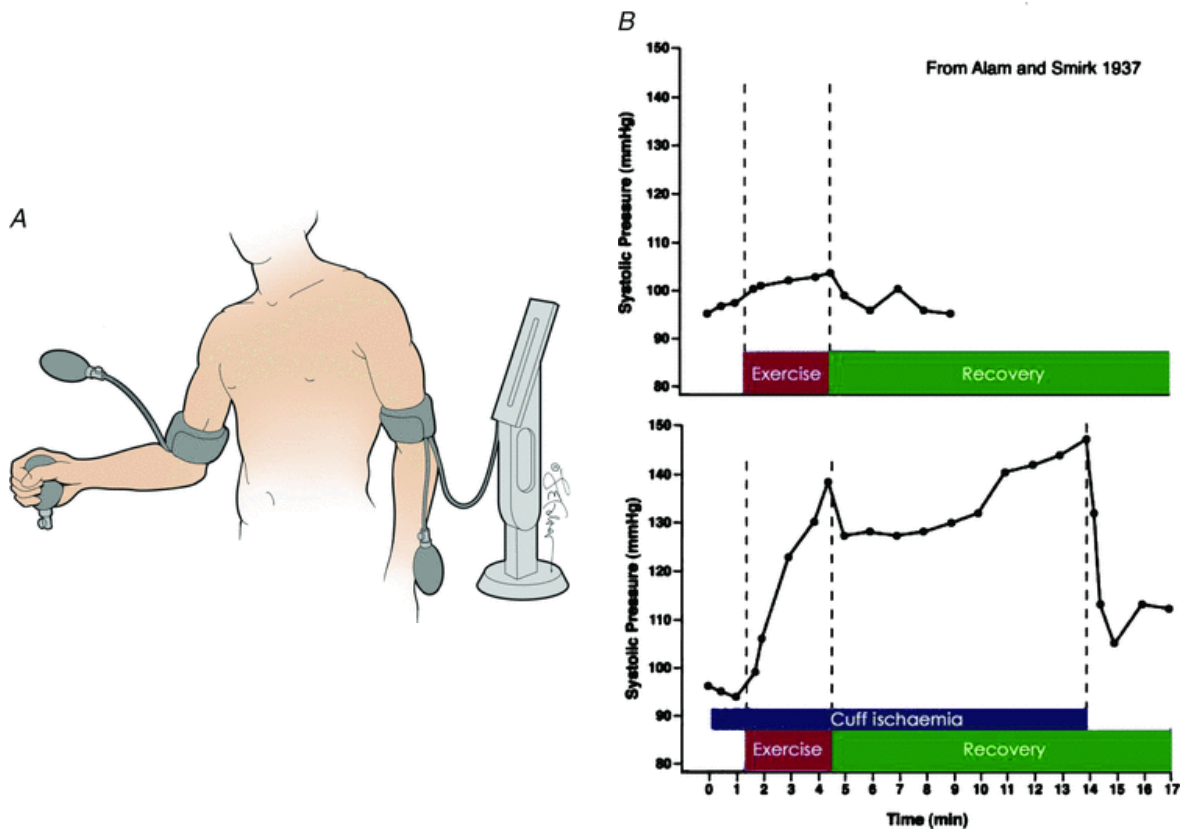 A
B
From Alam and Smirk 1937
Systolic Pressure (mmHg)
150
140
130
120
110
100
90
80
Exercise
Recovery
Systolic Pressure (mmHg)
150
140
130
120
110
100
90
80
Cuff ischaemia
Exercise
Recovery
0 1 2 3 4 5 6 7 8 9 10 11 12 13 14 15 16 17
Time (min)